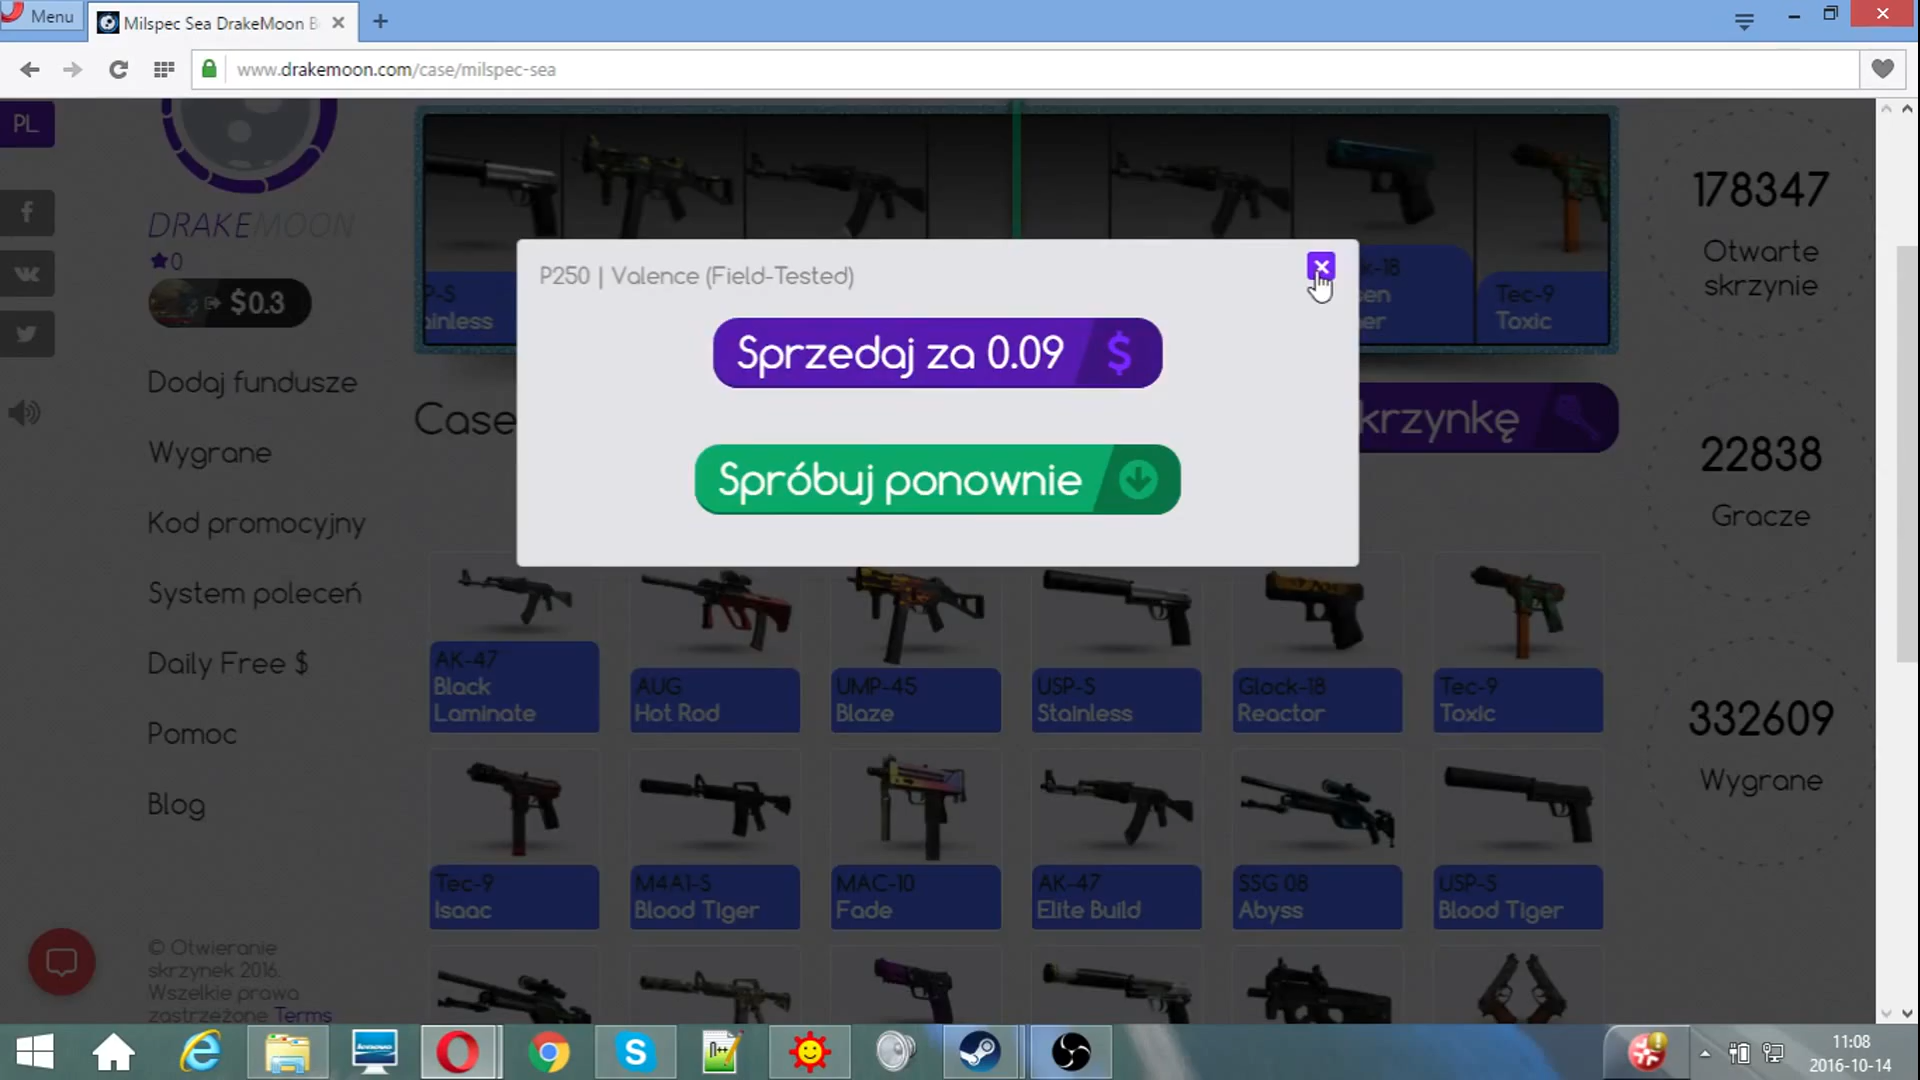 Menu
Milspec Sea DrakeMoon B
www.drakemoon.com/case/milspec-sea
PL
DRAKEMOON
0
$0.3
Dodaj fundusze
Wygrane
Kod promocyjny
System poleceń
Daily Free $
Pomoc
Blog
© Otwieranie
skrzynek 2016.
Wszelkie prawa
zastrzeżone Terms
Tec-9
Toxic
P250 | Valence (Field-Tested)
Sprzedaj za 0.09 $
Spróbuj ponownie
Case
krzynkę
AK-47
Black
Laminate
AUG
Hot Rod
UMP-45
Blaze
USP-S
Stainless
Glock-18
Reactor
Tec-9
Toxic
Tec-9
Isaac
M4A1-S
Blood Tiger
MAC-10
Fade
AK-47
Elite Build
SSG 08
Abyss
USP-S
Blood Tiger
178347
Otwarte
skrzynie
22838
Gracze
332609
Wygrane
11:08
2016-10-14